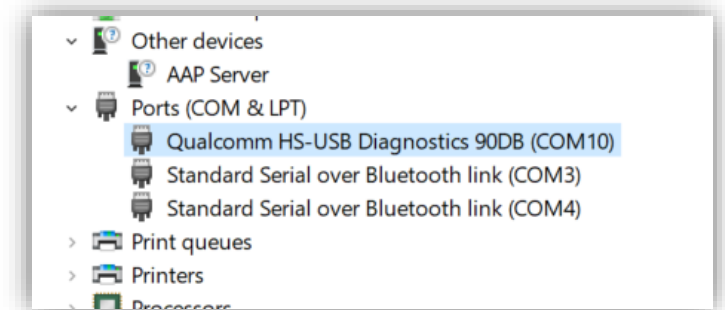 Other devices
AAP Server
Ports (COM & LPT)
Qualcomm HS-USB Diagnostics 90DB (COM10)
Standard Serial over Bluetooth link (COM3)
Standard Serial over Bluetooth link (COM4)
Print queues
Printers
Processors